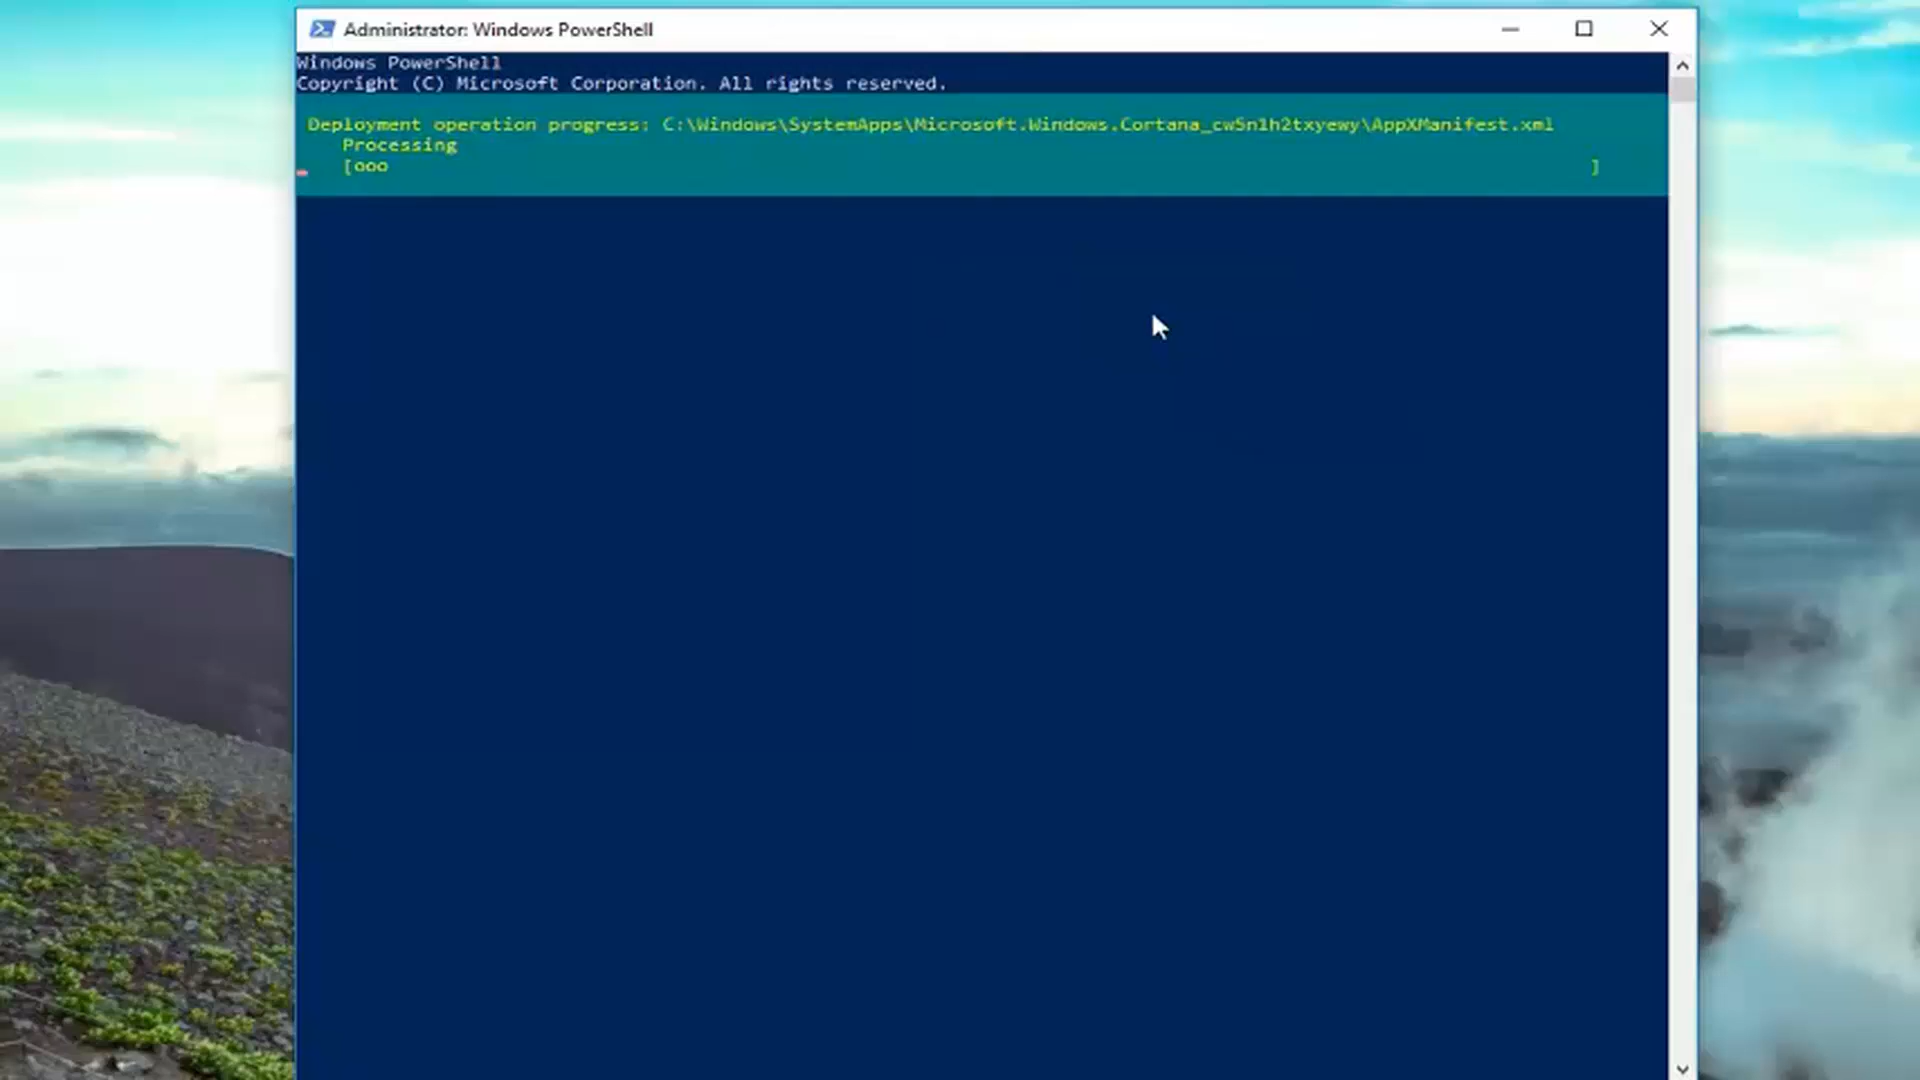 Administrator: Windows PowerShell
Windows PowerShell
Copyright (C) Microsoft Corporation. All rights reserved.
Deployment operation progress: C:\Windows\SystemApps\Microsoft.Windows.Cortana_cw5n1h2txyewy\AppXManifest.xml
Processing
[ooo ]